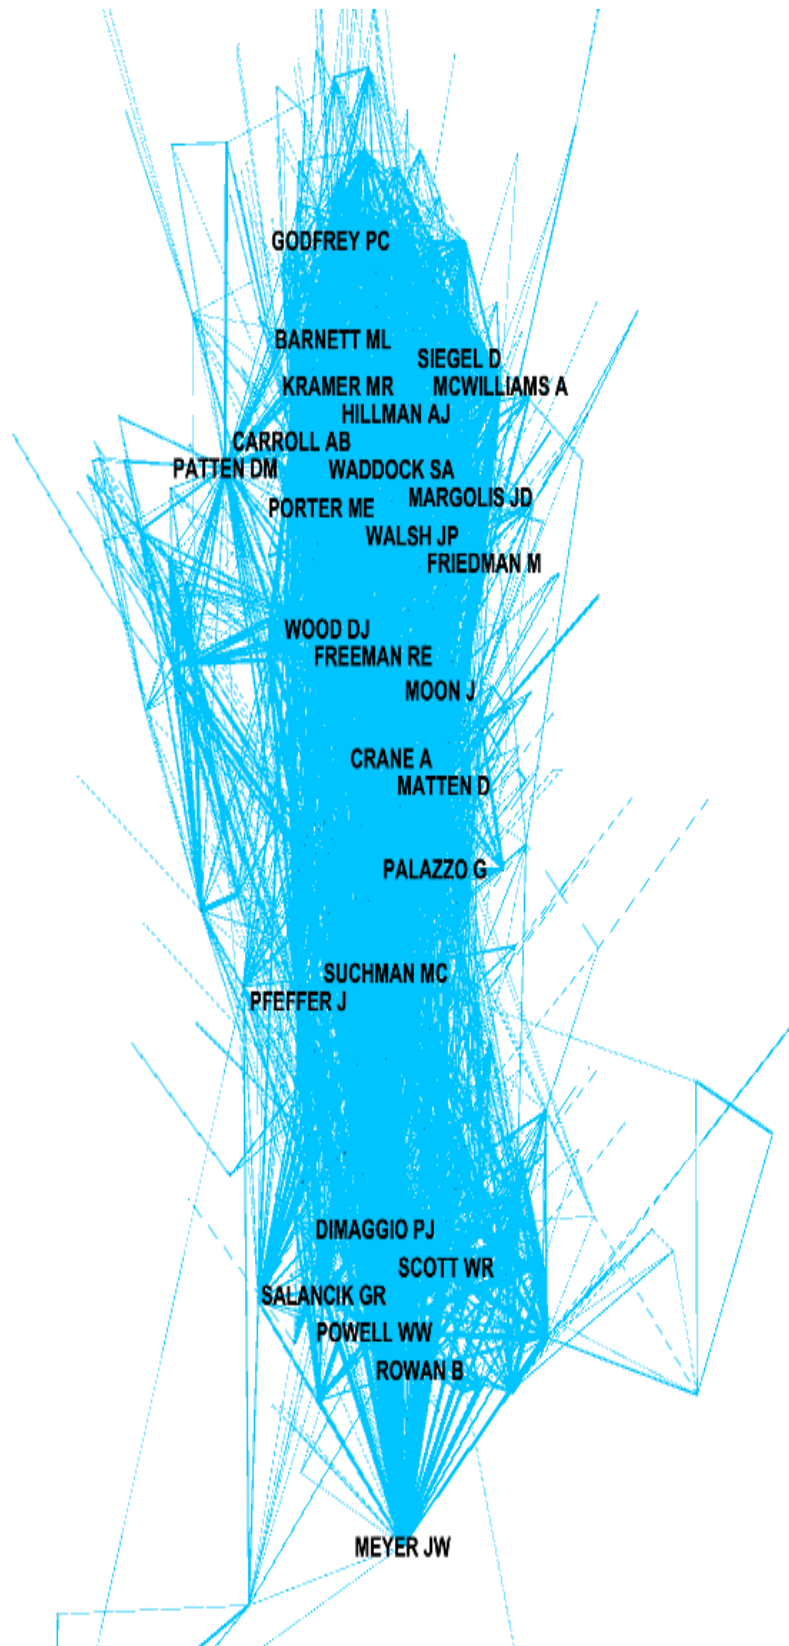 GODFREY PC
BARNETT ML
SIEGEL D
KRAMER MR
MCWILLIAMS A
HILLMAN AJ
CARROLL AB
PATTEN DM
WADDOCK SA
MARGOLIS JD
PORTER ME
WALSH JP
FRIEDMAN M
WOOD DJ
FREEMAN RE
MOON J
CRANE A
MATTEN D
PALAZZO G
SUCHMAN MC
PFEFFER J
DIMAGGIO PJ
SCOTT WR
SALANCIK GR
POWELL WW
ROWAN B
MEYER JW